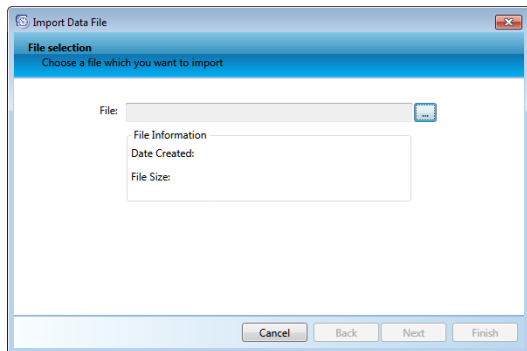 Import Data File
File selection
Choose a file which you want to import
File:
...
File Information
Date Created:
File Size:
Cancel Back Next Finish